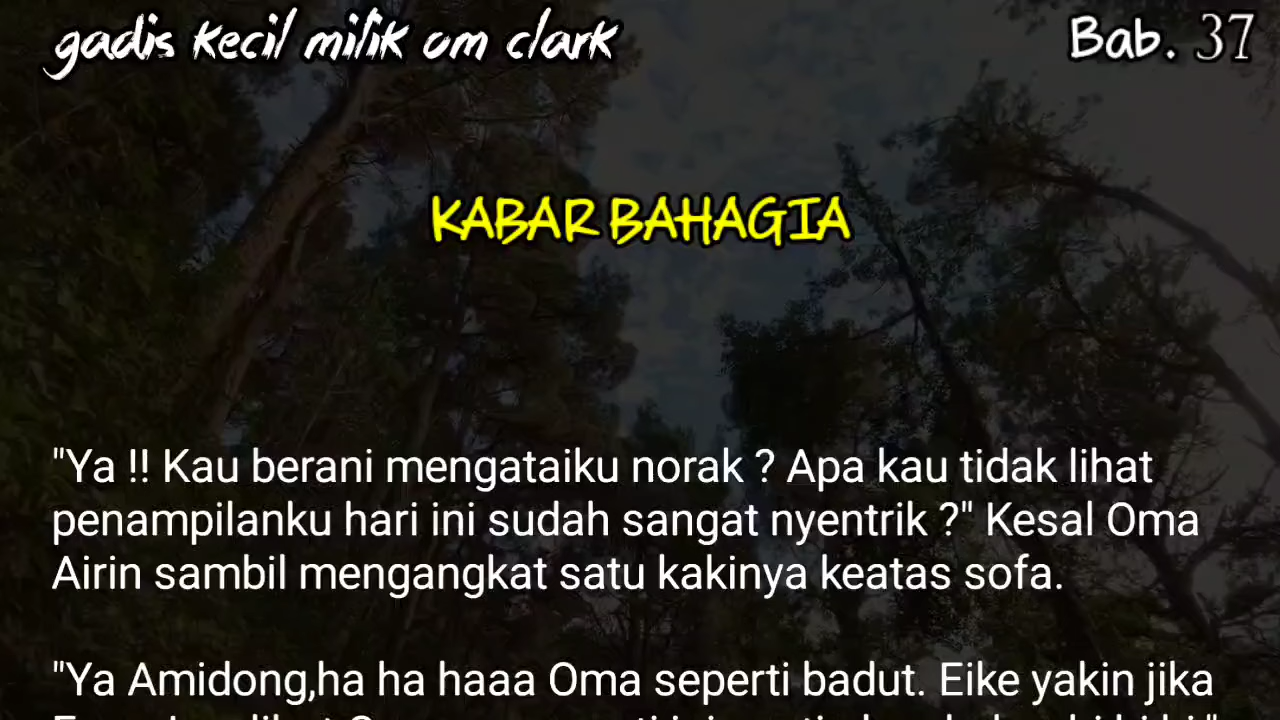 gadis kecil milik om clark
Bab. 37
KABAR BAHAGIA
"Ya !! Kau berani mengataiku norak ? Apa kau tidak lihat
penampilanku hari ini sudah sangat nyentrik ?" Kesal Oma
Airin sambil mengangkat satu kakinya keatas sofa.
"Ya Amidong,ha ha haaa Oma seperti badut. Eike yakin jika